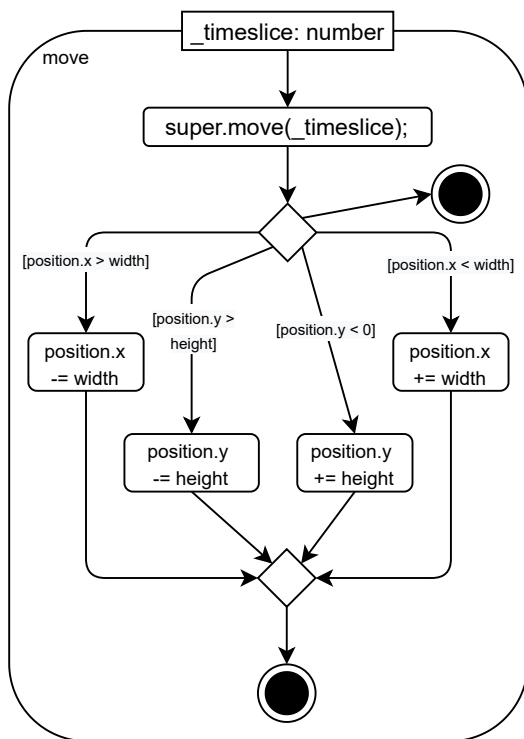 _timeslice: number
move
super.move(_timeslice);
[position.x > width]
[position.y >
height]
[position.y < 0]
[position.x < width]
position.x
-= width
position.y
-= height
position.y
+= height
position.x
+= width